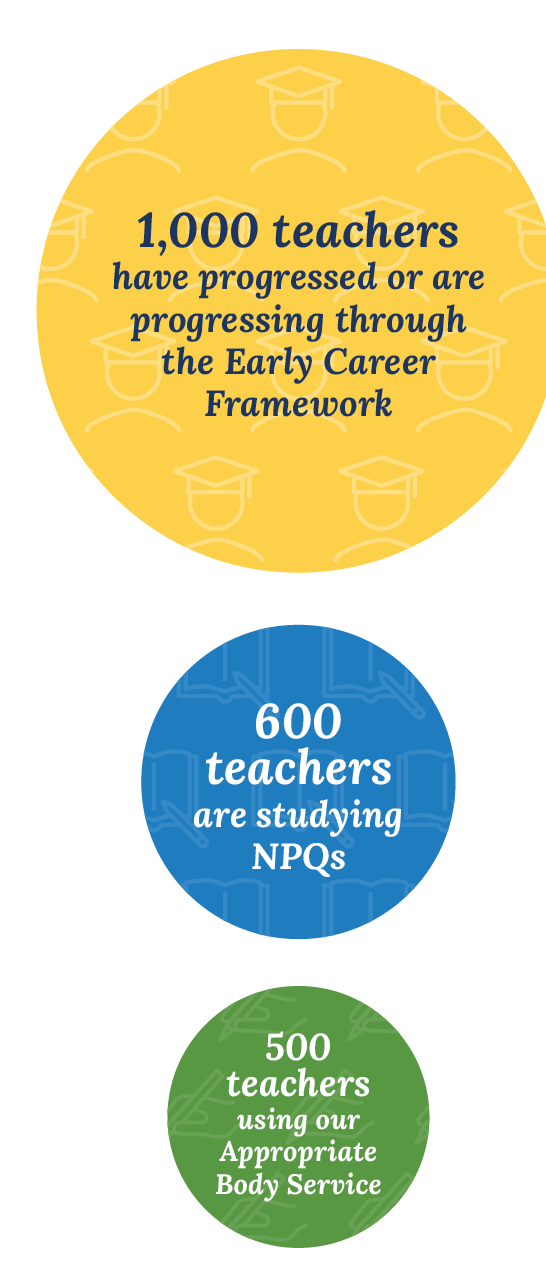 1,000 teachers
have progressed or are
progressing through
the Early Career
Framework
600
teachers
are studying
NPQs
500
teachers
using our
Appropriate
Body Service